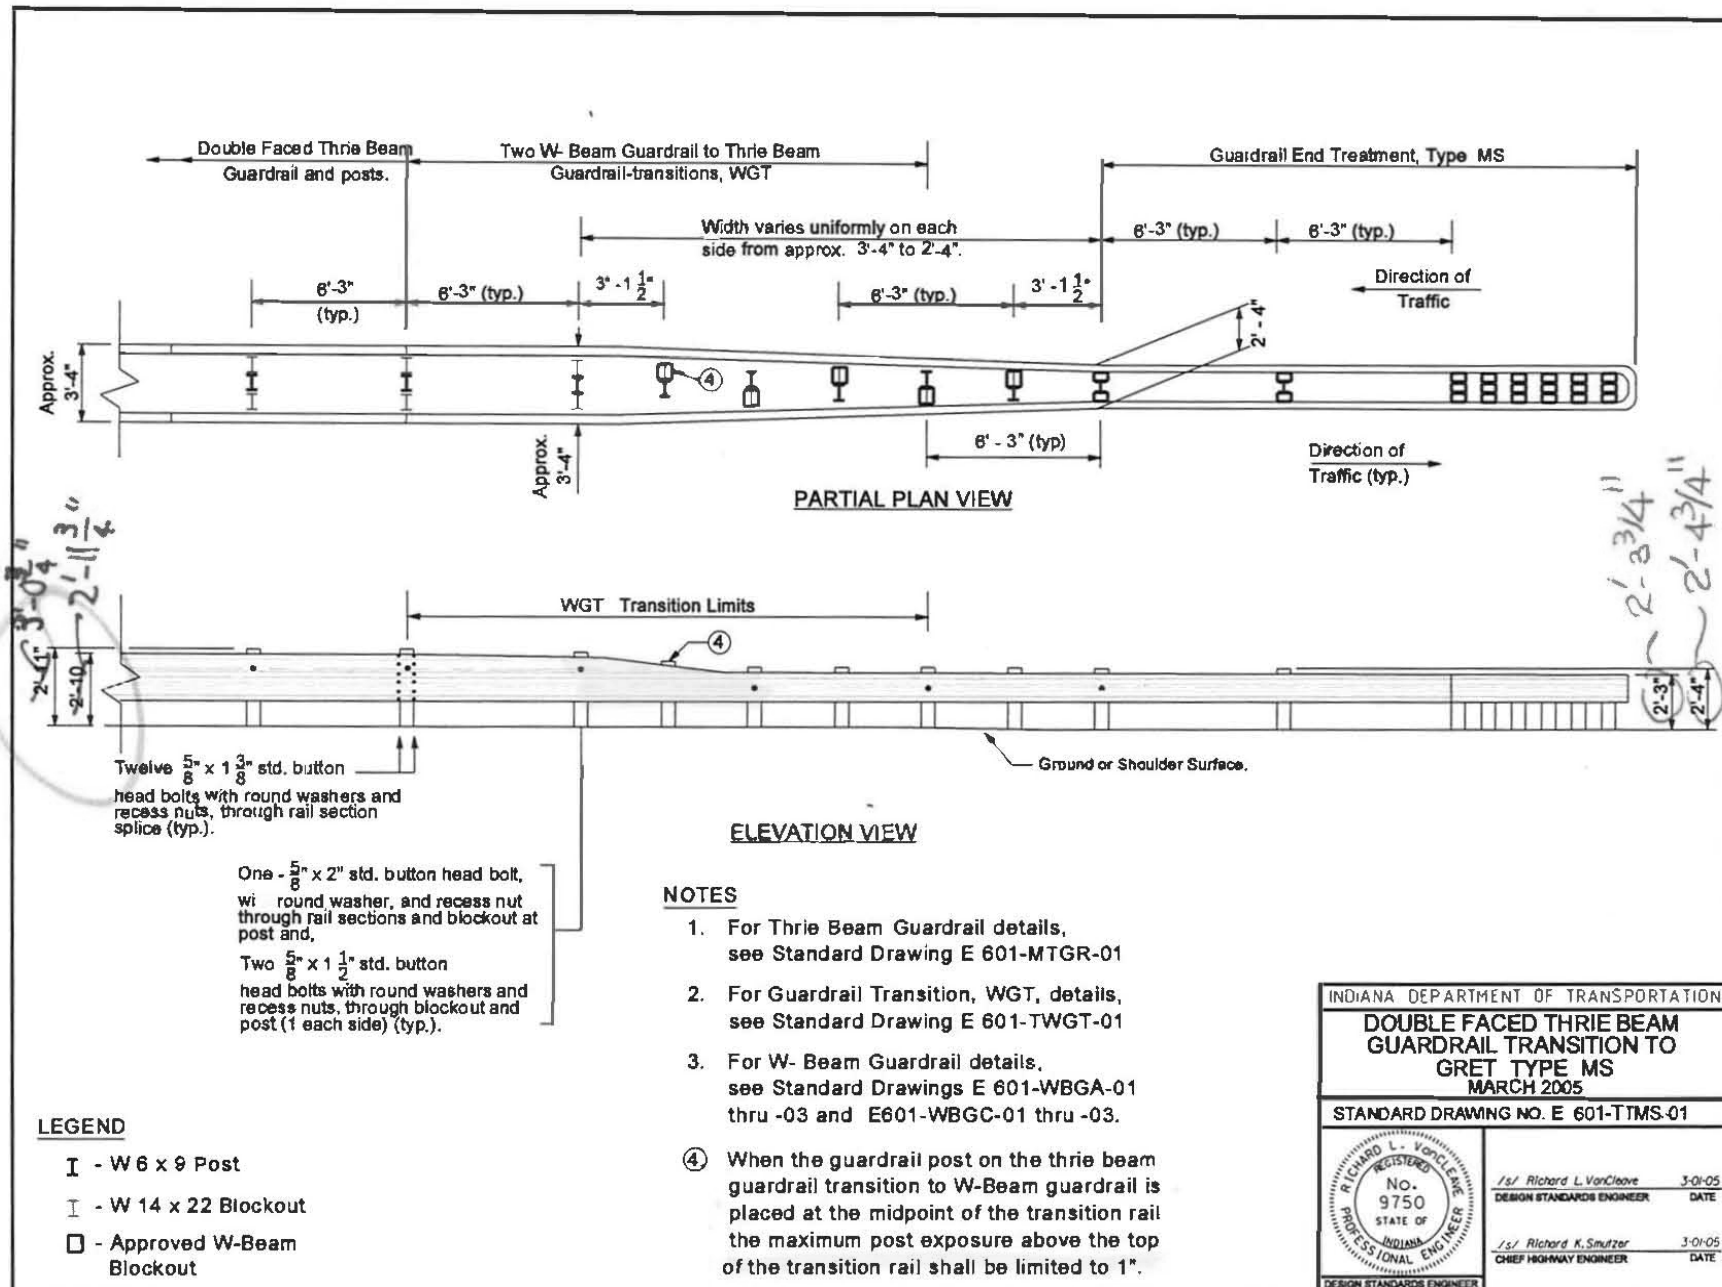 Double Faced Thrie Beam
Guardrail and posts.
Two W- Beam Guardrail to Thrie Beam
Guardrail-transitions, WGT
Guardrail End Treatment, Type MS
Width varies uniformly on each
side from approx. 3'-4" to 2'-4".
6'-3" (typ.)
6'-3" (typ.)
6'-3"
(typ.)
6'-3" (typ.)
3'-1 1/2"
6'-3" (typ.)
3'-1 1/2"
Direction of
Traffic
2'-4"
Approx.
3'-4"
4
Approx.
3'-4"
6'-3" (typ)
Direction of
Traffic (typ.)
PARTIAL PLAN VIEW
3'-0 3/4"
2'-11 3/4"
2'-3 3/4"
2'-4 3/4"
WGT Transition Limits
4
2'-11"
2'-10
2'-3"
2'-4"
Ground or Shoulder Surface.
Twelve 5/8" x 1 3/8" std. button
head bolts with round washers and
recess nuts, through rail section
splice (typ.).
ELEVATION VIEW
One - 5/8" x 2" std. button head bolt,
wi round washer, and recess nut
through rail sections and blockout at
post and,
Two 5/8" x 1 1/2" std. button
head bolts with round washers and
recess nuts, through blockout and
post (1 each side) (typ.).
NOTES
1. For Thrie Beam Guardrail details,
see Standard Drawing E 601-MTGR-01
2. For Guardrail Transition, WGT, details,
see Standard Drawing E 601-TWGT-01
3. For W- Beam Guardrail details,
see Standard Drawings E 601-WBGA-01
thru -03 and E601-WBGC-01 thru -03.
4 When the guardrail post on the thrie beam
guardrail transition to W-Beam guardrail is
placed at the midpoint of the transition rail
the maximum post exposure above the top
of the transition rail shall be limited to 1".
LEGEND
I - W 6 x 9 Post
I - W 14 x 22 Blockout
- Approved W-Beam
Blockout
INDIANA DEPARTMENT OF TRANSPORTATION
DOUBLE FACED THRIE BEAM
GUARDRAIL TRANSITION TO
GRET TYPE MS
MARCH 2005
STANDARD DRAWING NO. E 601-TTMS-01
RICHARD L. VanCLEAVE
REGISTERED
No.
9750
STATE OF
INDIANA
PROFESSIONAL ENGINEER
DESIGN STANDARDS ENGINEER
/s/ Richard L. VanCleave 3-01-05
DESIGN STANDARDS ENGINEER DATE
/s/ Richard K. Smutzer 3-01-05
CHIEF HIGHWAY ENGINEER DATE